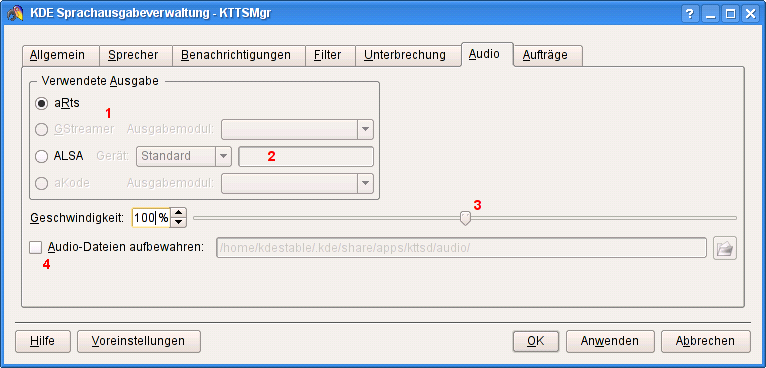 KDE Sprachausgabeverwaltung - KTTSMgr
Allgemein Sprecher Benachrichtigungen Filter Unterbrechung Audio Aufträge
Verwendete Ausgabe
aRts
1
GStreamer Ausgabemodul:
ALSA Gerät: Standard 2
aKode Ausgabemodul:
Geschwindigkeit: 100 % 3
Audio-Dateien aufbewahren: /home/kdestable/.kde/share/apps/kttsd/audio/
4
Hilfe Voreinstellungen OK Anwenden Abbrechen